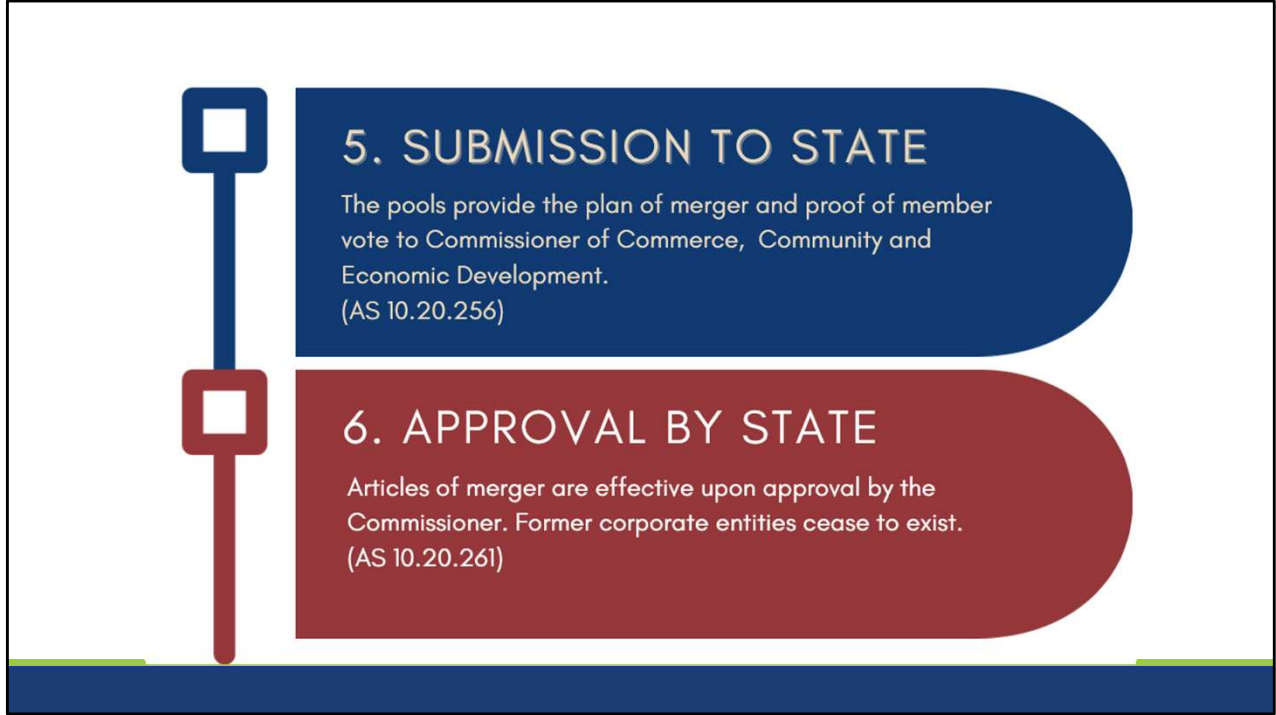 5. SUBMISSION TO STATE
The pools provide the plan of merger and proof of member
vote to Commissioner of Commerce,  Community and
Economic Development.
(AS 10.20.256)
6. APPROVAL BY STATE
Articles of merger are effective upon approval by the
Commissioner. Former corporate entities cease to exist.
(AS 10.20.261)